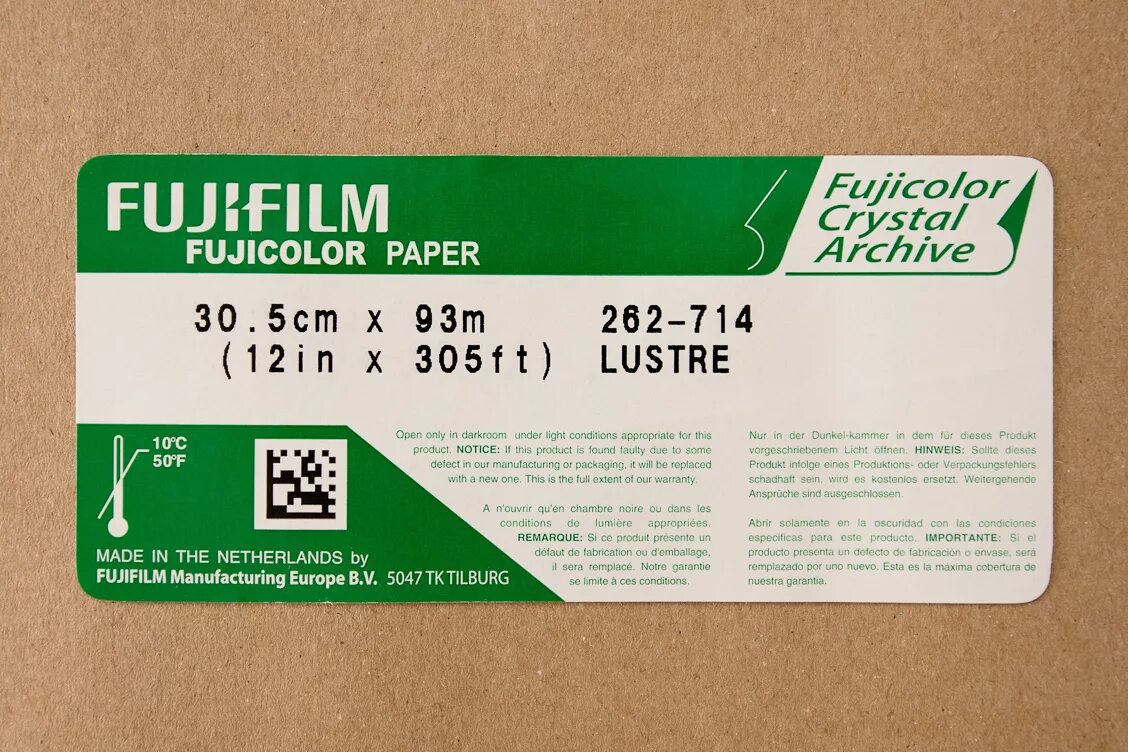 FUJIFILM
FUJICOLOR PAPER
Fujicolor
Crystal
Archive
30.5cm x 93m 262-714
(12in x 305ft) LUSTRE
10°C
50°F
MADE IN THE NETHERLANDS by
FUJIFILM Manufacturing Europe B.V. 5047 TK TILBURG
Open only in darkroom under light conditions appropriate for this
product. NOTICE: If this product is found faulty due to some
defect in our manufacturing or packaging, it will be replaced
with a new one. This is the full extent of our warranty.
A n'ouvrir qu'en chambre noire ou dans les
conditions de lumière appropriées.
REMARQUE: Si ce produit présente un
défaut de fabrication ou d'emballage,
il sera remplacé. Notre garantie
se limite à ces conditions.
Nur in der Dunkel-kammer in dem für dieses Produkt
vorgeschriebenem Licht öffnen. HINWEIS: Sollte dieses
Produkt infolge eines Produktions- oder Verpackungsfehlers
schadhaft sein, wird es kostenlos ersetzt. Weitergehende
Ansprüche sind ausgeschlossen.
Abrir solamente en la oscuridad con las condiciones
especificas para este producto. IMPORTANTE: Si el
producto presenta un defecto de fabricación o envase, será
remplazado por uno nuevo. Esta es la máxima cobertura de
nuestra garantia.